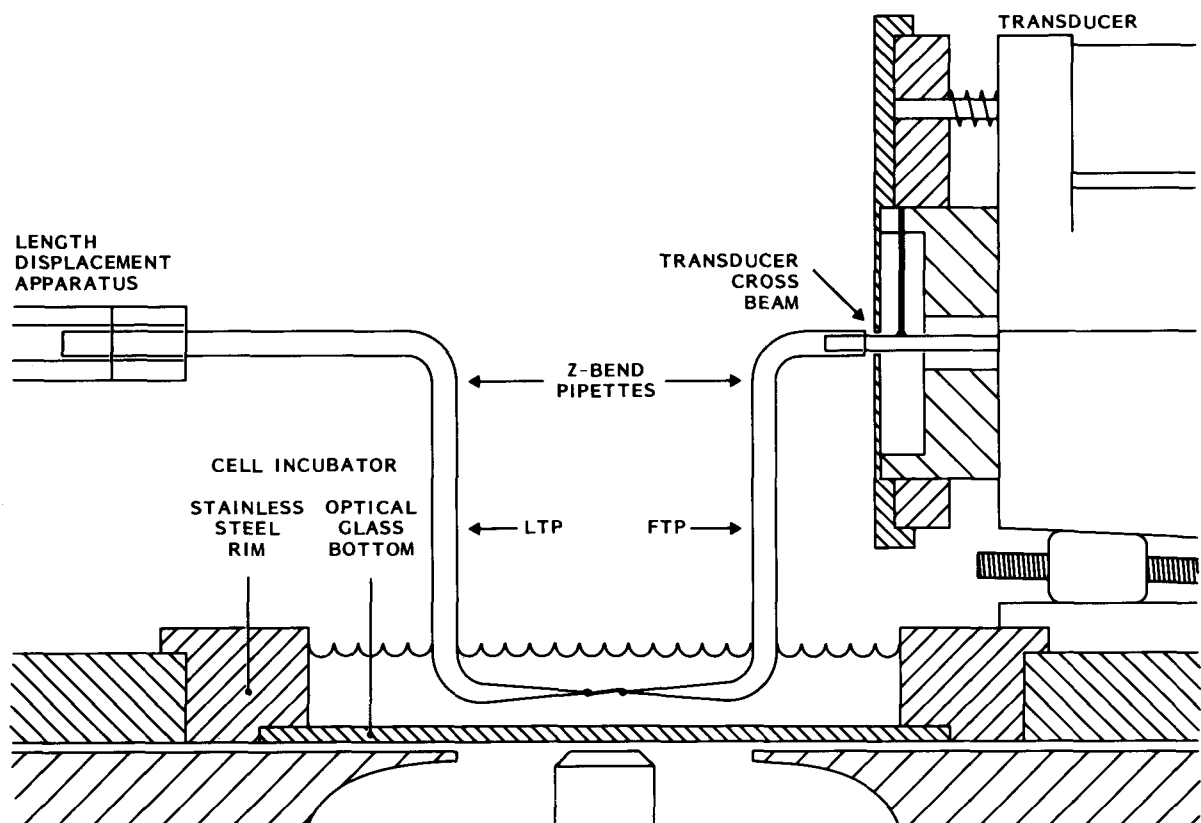 TRANSDUCER
LENGTH
DISPLACEMENT
APPARATUS
TRANSDUCER
CROSS
BEAM
Z-BEND
PIPETTES
CELL INCUBATOR
STAINLESS
STEEL
RIM
OPTICAL
GLASS
BOTTOM
LTP
FTP